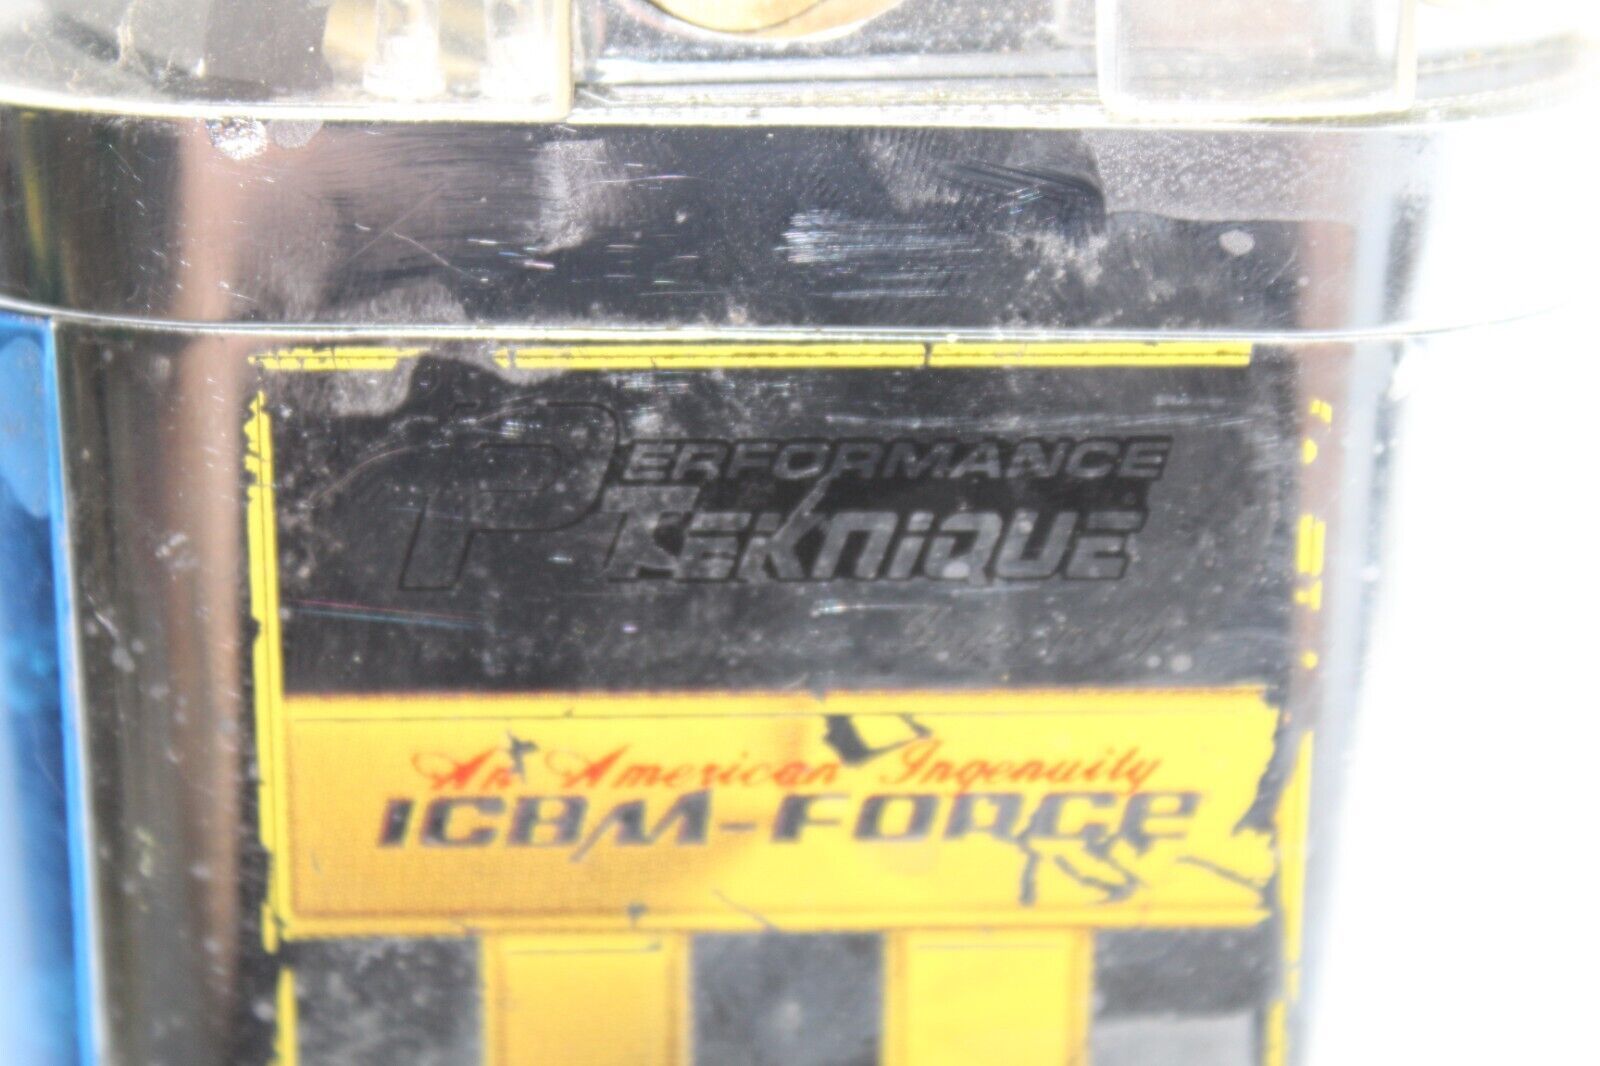 PERFORMANCE
TEKNIQUE
An American Ingenuity
ICBM-FORCE